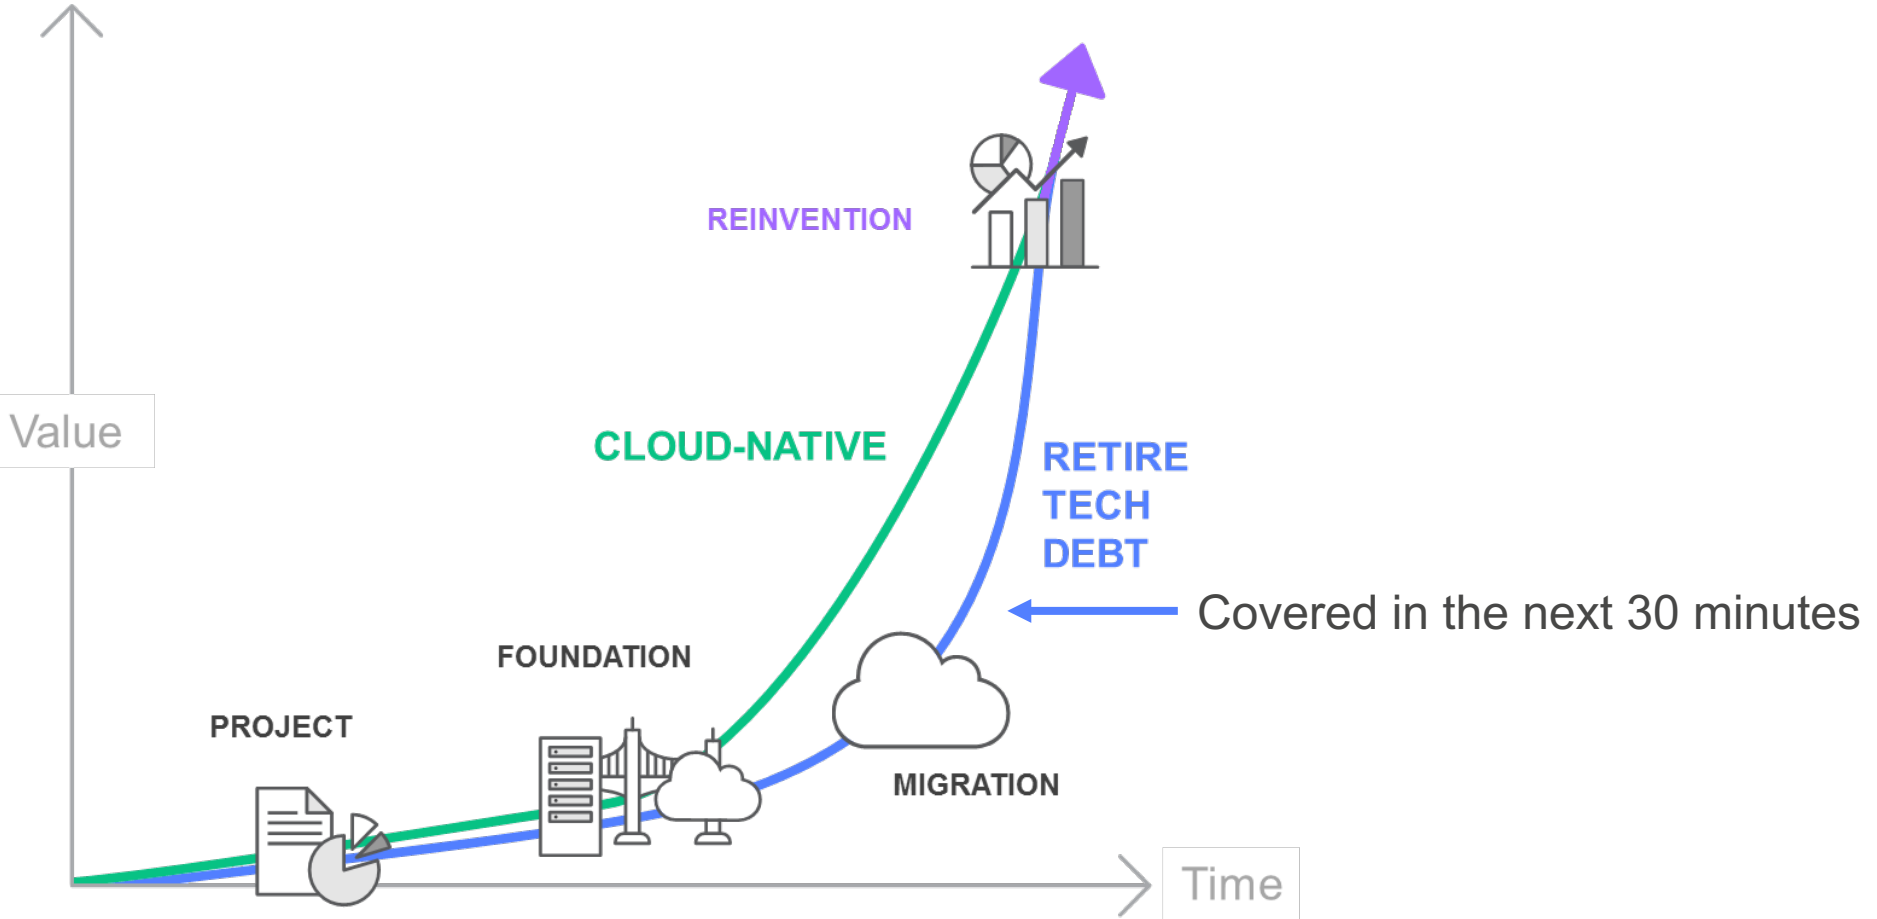 REINVENTION
Value
CLOUD-NATIVE
RETIRE
TECH
DEBT
Covered in the next 30 minutes
FOUNDATION
PROJECT
MIGRATION
Time